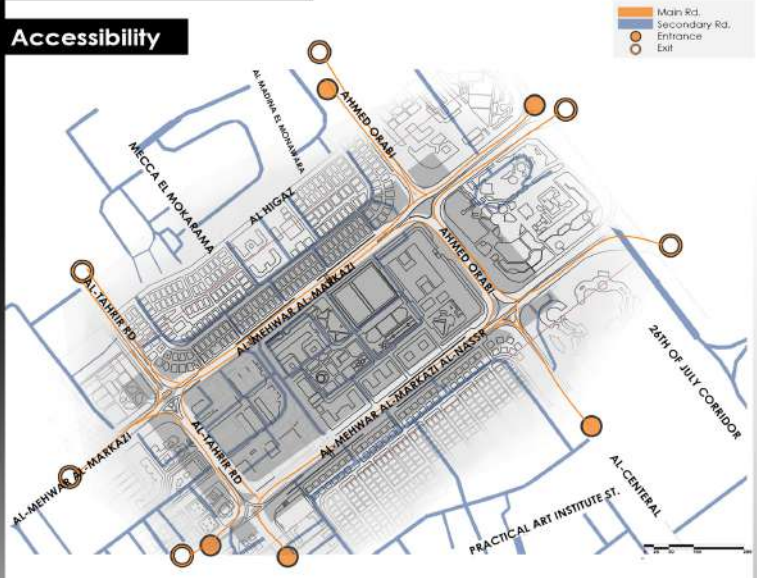 Accessibility
Main Rd.
Secondary Rd.
Entrance
Exit
AL MADINA EL MONAWARA
AHMED ORABI
MECCA EL MOKARAMA
AL HIGAZ
AHMED ORABI
AL-TAHRIR RD
AL-MEHWAR AL-MARKAZI
26TH OF JULY CORRIDOR
AL-MEHWAR AL-MARKAZI AL-NASSR
AL-TAHRIR RD
AL-MEHWAR AL-MARKAZI
AL-CENTERAL
PRACTICAL ART INSTITUTE ST.